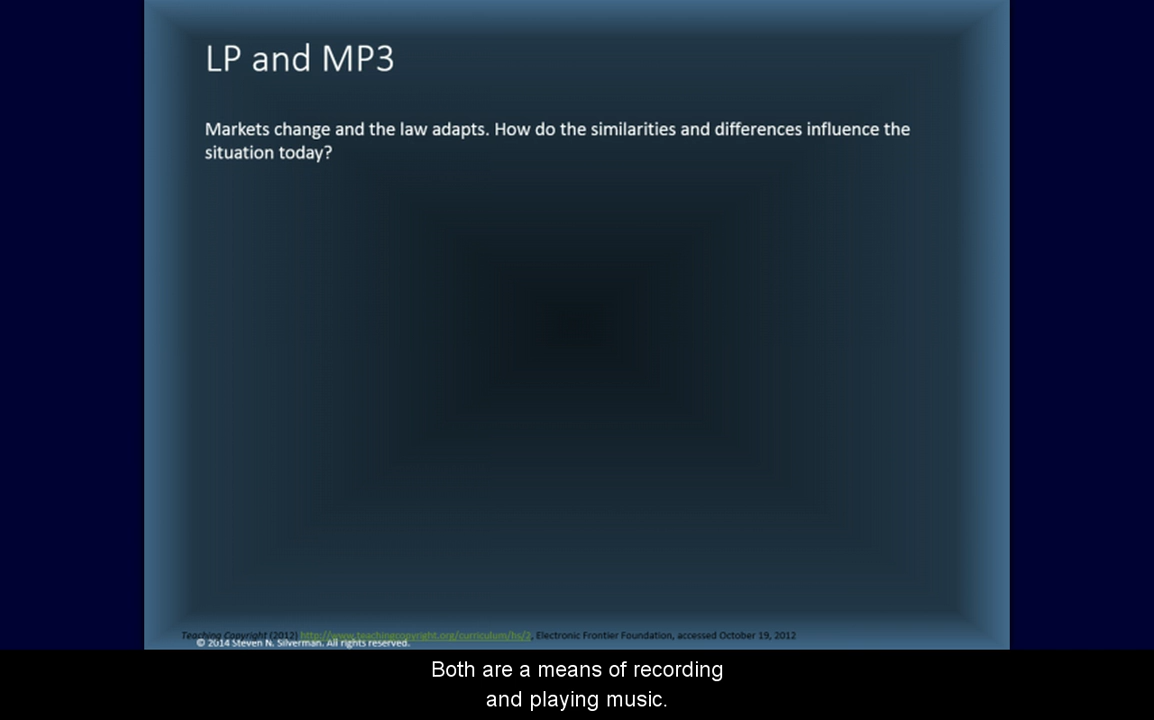 LP and MP3
Markets change and the law adapts. How do the similarities and differences influence the
situation today?
Teaching Copyright (2012) http://www.teachingcopyright.org/curriculum/hs/2, Electronic Frontier Foundation, accessed October 19, 2012
© 2014 Steven N. Silverman. All rights reserved.
Both are a means of recording
and playing music.